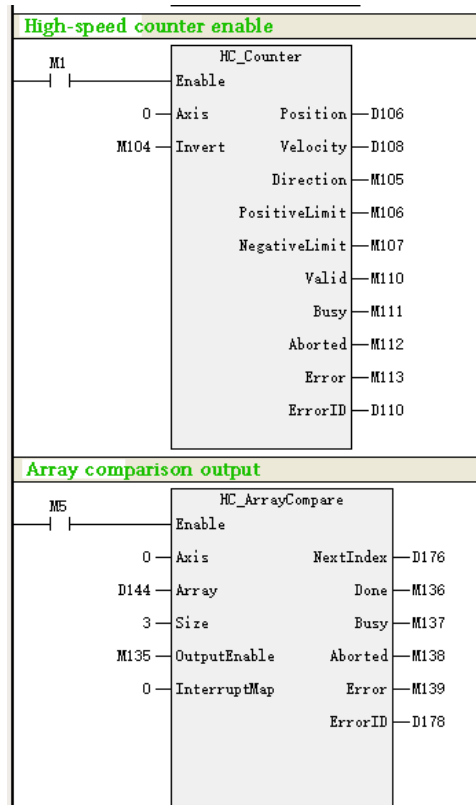 High-speed counter enable
M1
HC_Counter
Enable
0 Axis Position D106
M104 Invert Velocity D108
Direction M105
PositiveLimit M106
NegativeLimit M107
Valid M110
Busy M111
Aborted M112
Error M113
ErrorID D110
Array comparison output
M5
HC_ArrayCompare
Enable
0 Axis NextIndex D176
D144 Array Done M136
3 Size Busy M137
M135 OutputEnable Aborted M138
0 InterruptMap Error M139
ErrorID D178